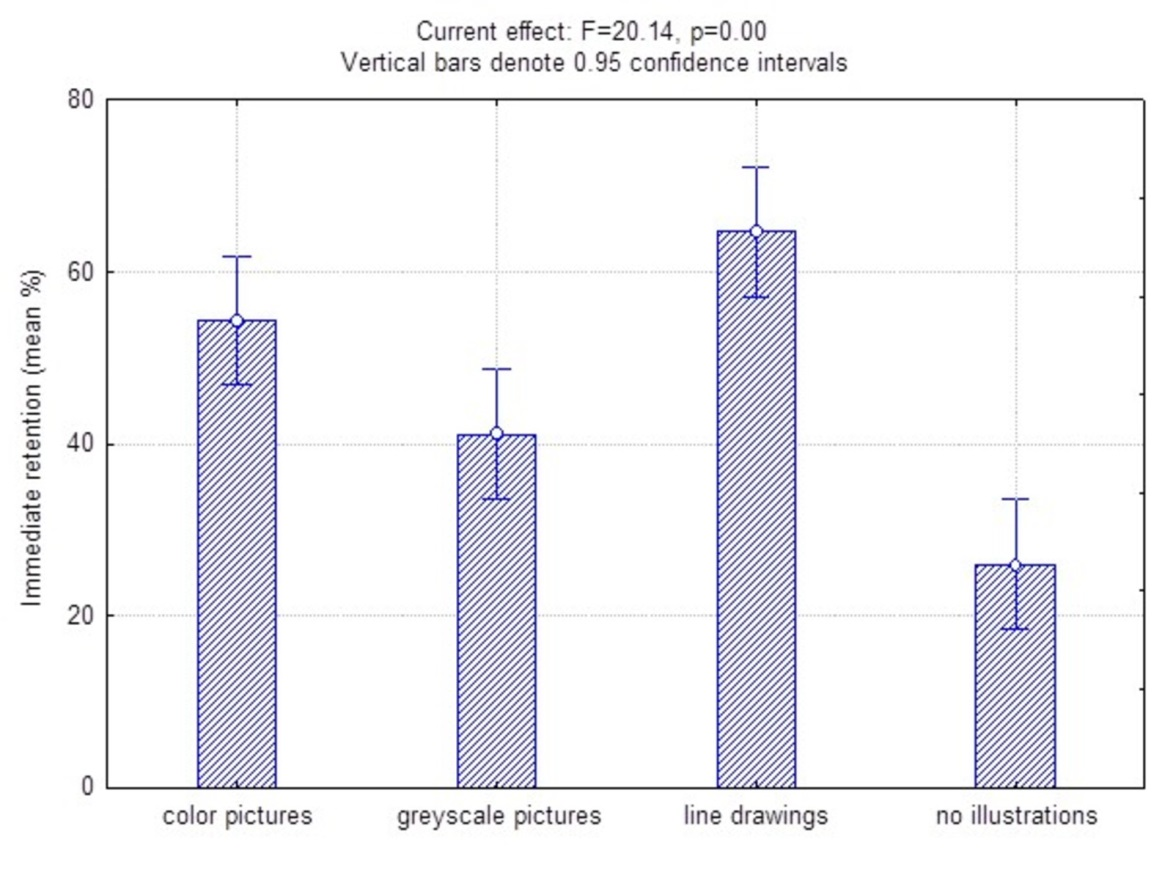 Current effect: F=20.14, p=0.00
Vertical bars denote 0.95 confidence intervals
Immediate retention (mean %)
80
60
40
20
0
color pictures
greyscale pictures
line drawings
no illustrations